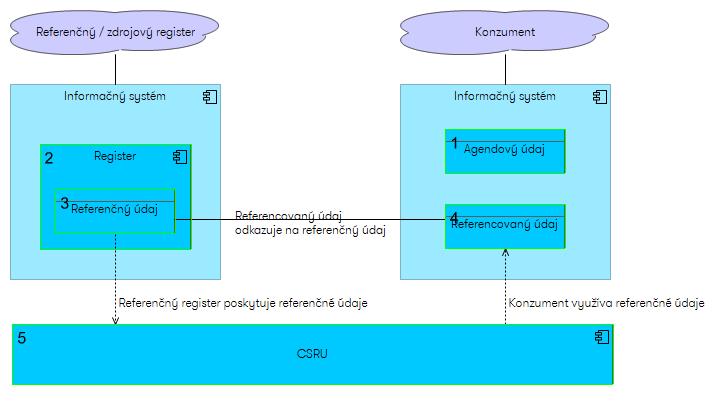 Referenčný / zdrojový register
Konzument
Informačný systém
Informačný systém
2
Register
1
Agendový údaj
3
Referenčný údaj
4
Referencovaný údaj
Referencovaný údaj
odkazuje na referenčný údaj
Referenčný register poskytuje referenčné údaje
Konzument využíva referenčné údaje
5
CSRU